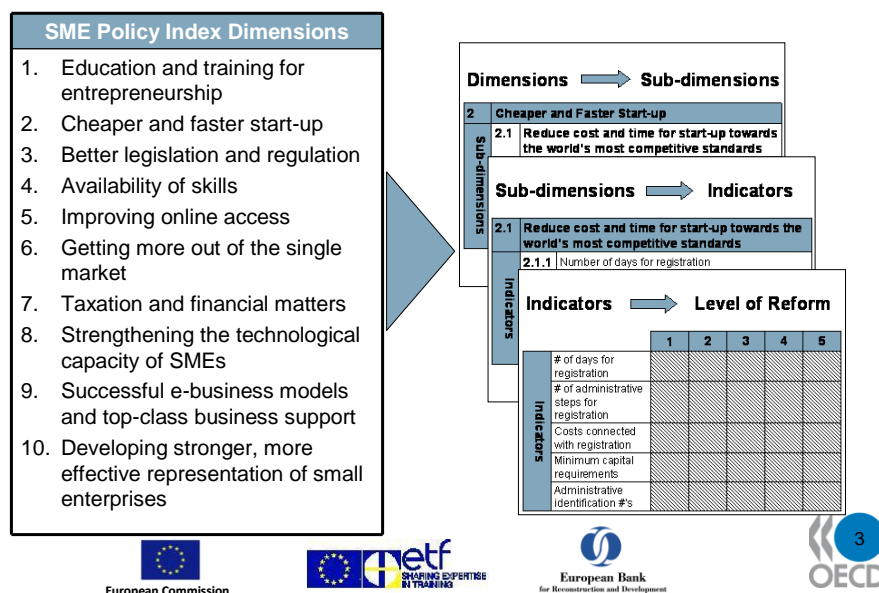 SME Policy Index Dimensions
1. Education and training for
entrepreneurship
2. Cheaper and faster start-up
3. Better legislation and regulation
4. Availability of skills
5. Improving online access
6. Getting more out of the single
market
7. Taxation and financial matters
8. Strengthening the technological
capacity of SMEs
9. Successful e-business models
and top-class business support
10. Developing stronger, more
effective representation of small
enterprises
Dimensions Sub-dimensions
2 Cheaper and Faster Start-up
Sub-dimensions
2.1 Reduce cost and time for start-up towards
the world's most competitive standards
Sub-dimensions Indicators
2.1 Reduce cost and time for start-up towards the
world's most competitive standards
Indicators
2.1.1 Number of days for registration
Indicators Level of Reform
1 2 3 4 5
Indicators
# of days for
registration
# of administrative
steps for
registration
Costs connected
with registration
Minimum capital
requirements
Administrative
identification #'s
European Commission
etf
SHARING EXPERTISE
IN TRAINING
European Bank
for Reconstruction and Development
3
OECD